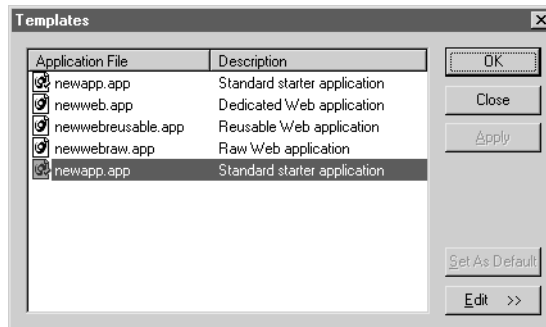 Templates
Application File Description
newapp.app Standard starter application
newweb.app Dedicated Web application
newwebreusable.app Reusable Web application
newwebraw.app Raw Web application
newapp.app Standard starter application
OK
Close
Apply
Set As Default
Edit >>